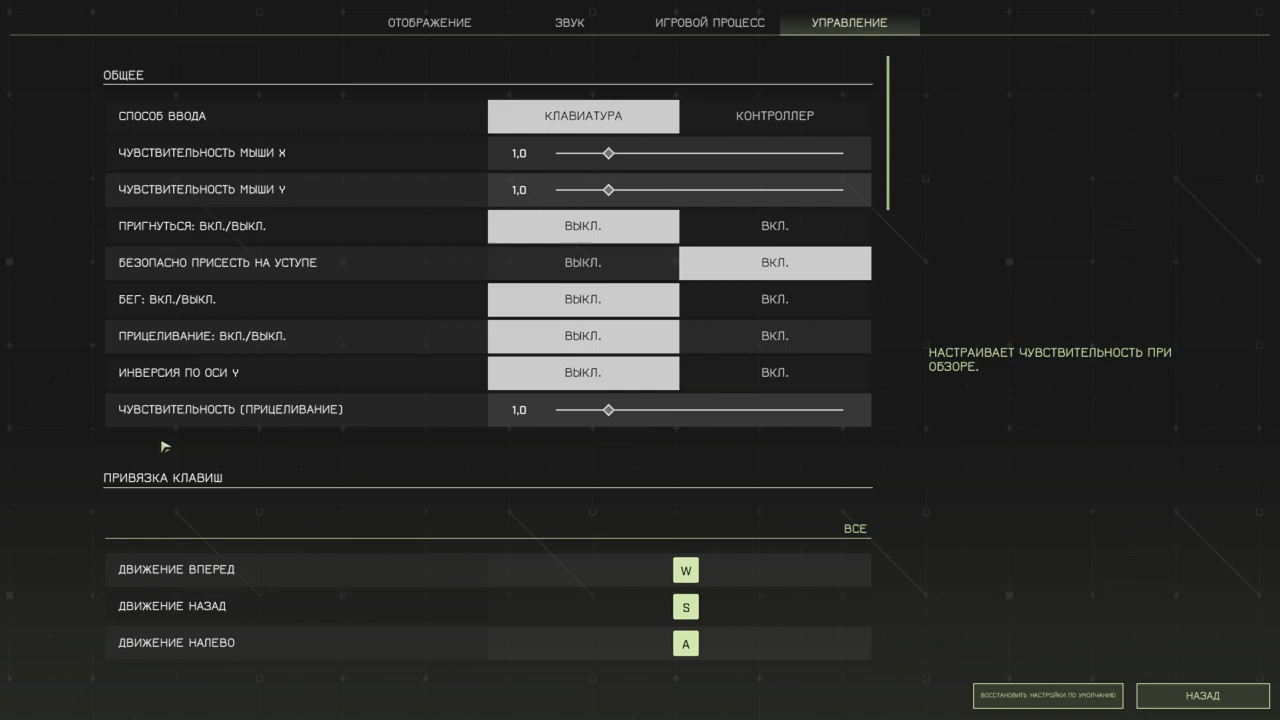 ОТОБРАЖЕНИЕ ЗВУК ИГРОВОЙ ПРОЦЕСС УПРАВЛЕНИЕ
ОБЩЕЕ
СПОСОБ ВВОДА КЛАВИАТУРА КОНТРОЛЛЕР
ЧУВСТВИТЕЛЬНОСТЬ МЫШИ X 1,0
ЧУВСТВИТЕЛЬНОСТЬ МЫШИ Y 1,0
ПРИГНУТЬСЯ: ВКЛ./ВЫКЛ. ВЫКЛ. ВКЛ.
БЕЗОПАСНО ПРИСЕСТЬ НА УСТУПЕ ВЫКЛ. ВКЛ.
БЕГ: ВКЛ./ВЫКЛ. ВЫКЛ. ВКЛ.
ПРИЦЕЛИВАНИЕ: ВКЛ./ВЫКЛ. ВЫКЛ. ВКЛ.
ИНВЕРСИЯ ПО ОСИ Y ВЫКЛ. ВКЛ.
ЧУВСТВИТЕЛЬНОСТЬ (ПРИЦЕЛИВАНИЕ) 1,0
НАСТРАИВАЕТ ЧУВСТВИТЕЛЬНОСТЬ ПРИ
ОБЗОРЕ.
ПРИВЯЗКА КЛАВИШ
ВСЕ
ДВИЖЕНИЕ ВПЕРЕД W
ДВИЖЕНИЕ НАЗАД S
ДВИЖЕНИЕ НАЛЕВО A
ВОССТАНОВИТЬ НАСТРОЙКИ ПО УМОЛЧАНИЮ НАЗАД